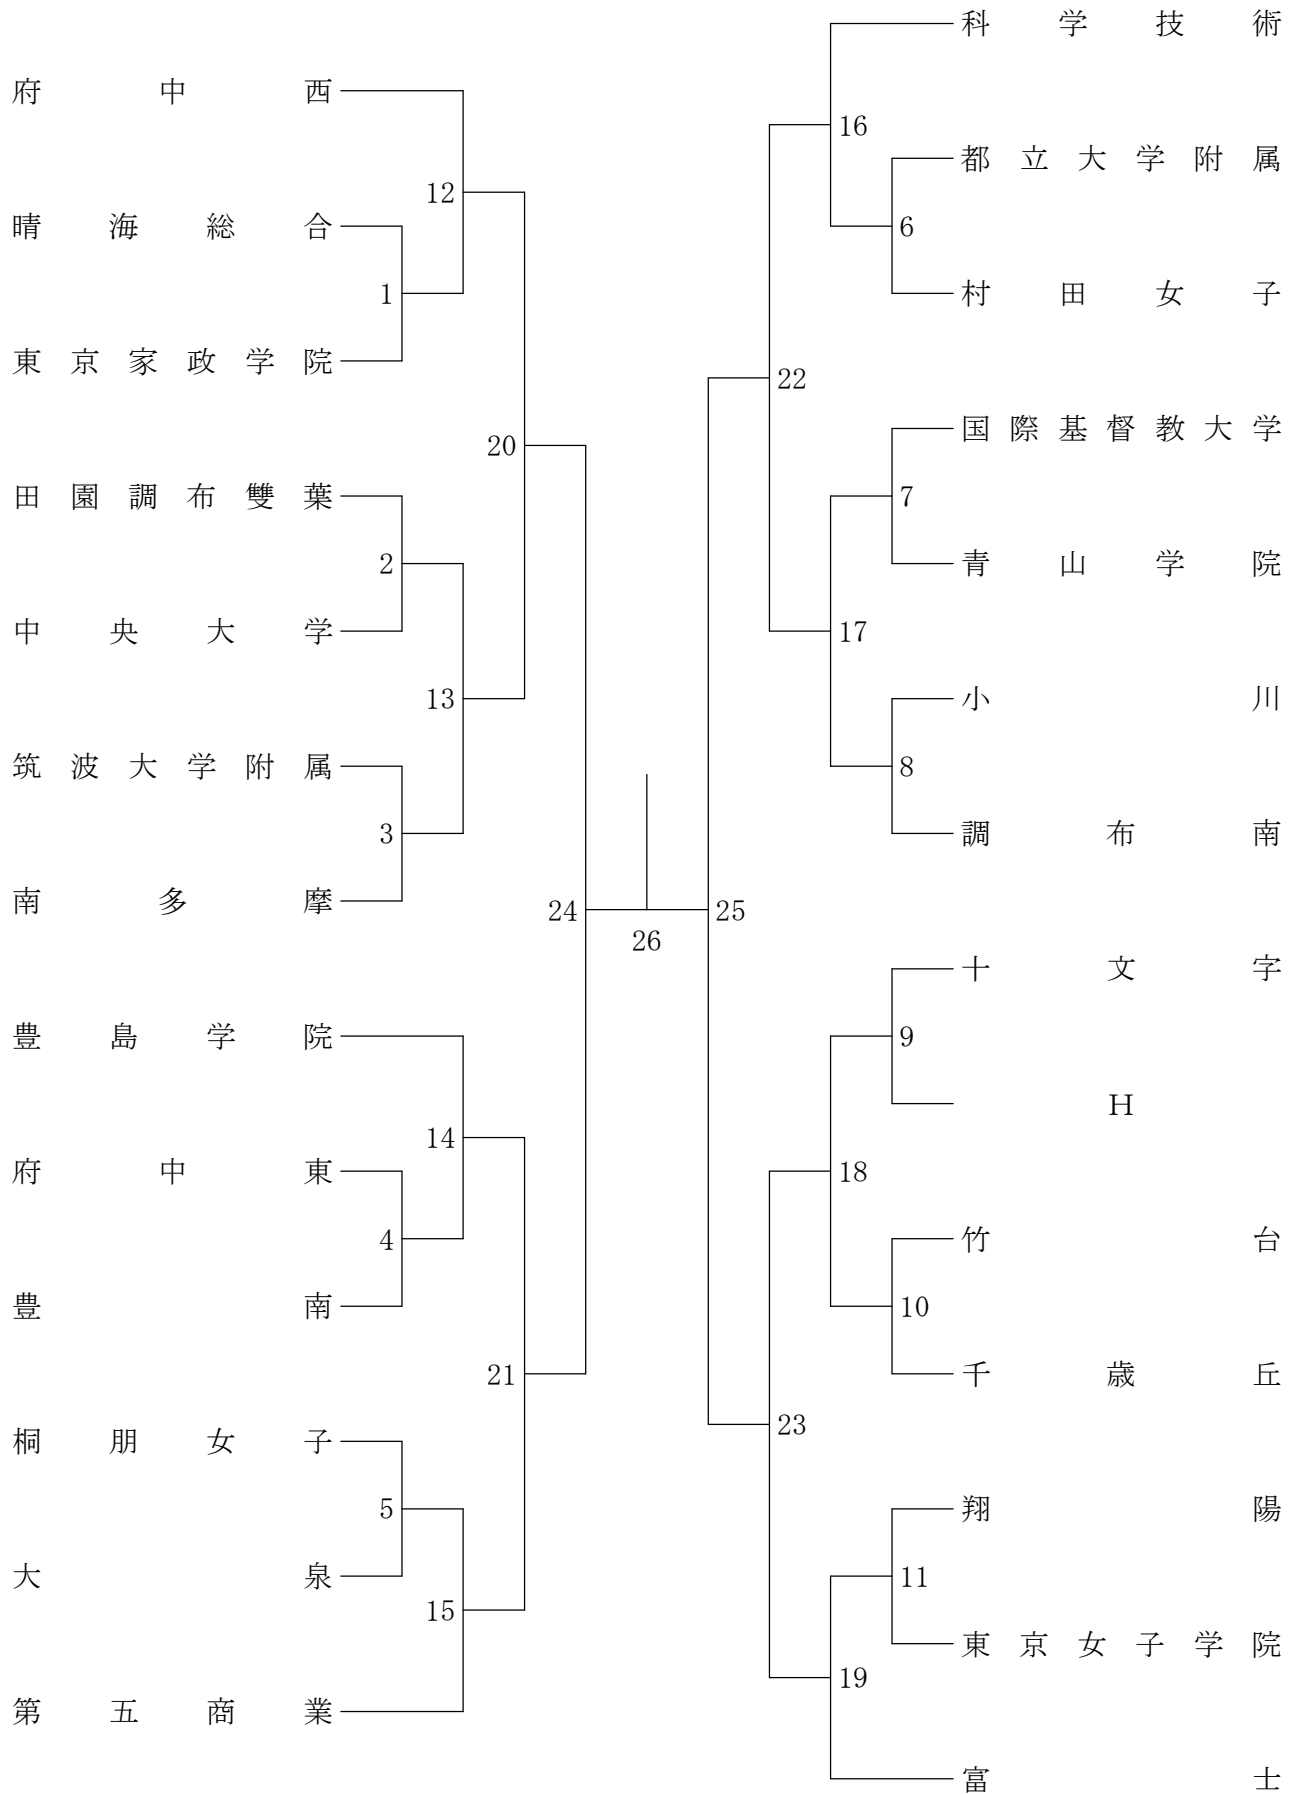 府中西
12
晴海総合
1
東京家政学院
20
田園調布雙葉
2
中央大学
13
筑波大学附属
3
南多摩
24
豊島学院
14
府中東
4
豊南
21
桐朋女子
5
大泉
15
第五商業
26
科学技術
16
都立大学附属
6
村田女子
22
国際基督教大学
7
青山学院
17
小川
8
調布南
25
十文字
9
H
18
竹台
10
千歳丘
23
翔陽
11
東京女子学院
19
富士